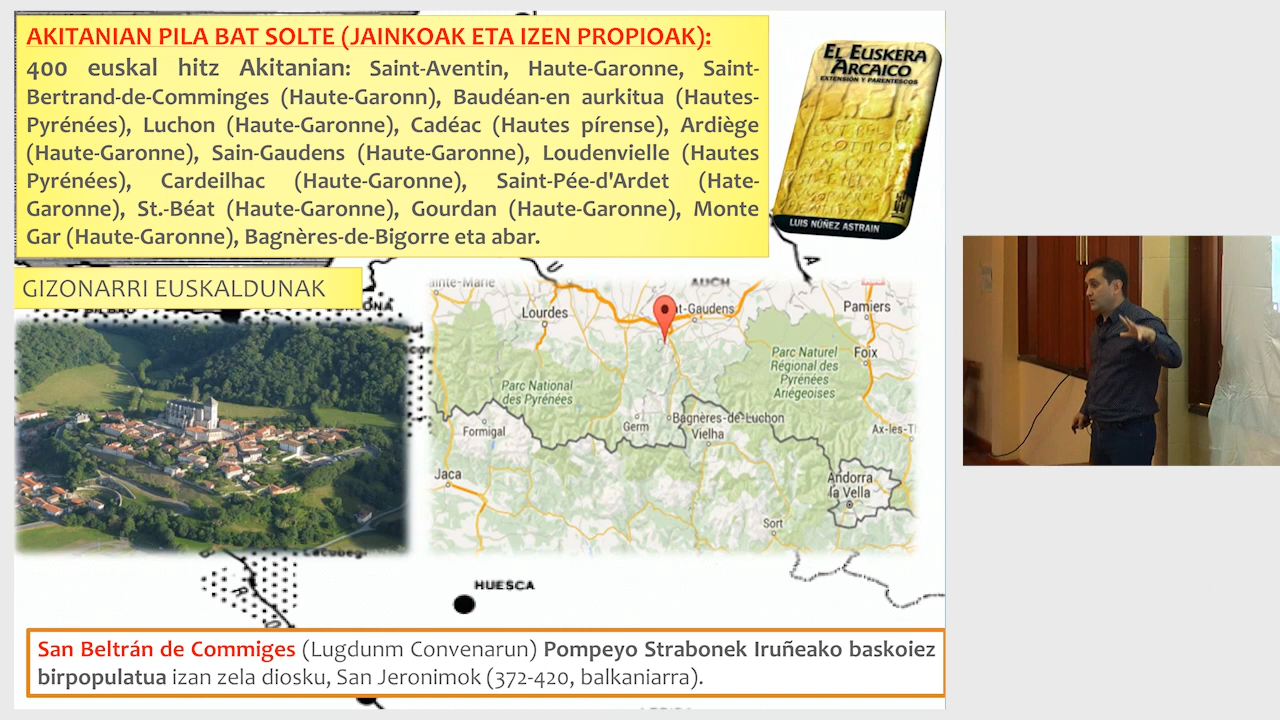 AKITANIAN PILA BAT SOLTE (JAINKOAK ETA IZEN PROPIOAK):
400 euskal hitz Akitanian: Saint-Aventin, Haute-Garonne, Saint-
Bertrand-de-Comminges (Haute-Garonn), Baudéan-en aurkitua (Hautes-
Pyrénées), Luchon (Haute-Garonne), Cadéac (Hautes pírense), Ardiège
(Haute-Garonne), Sain-Gaudens (Haute-Garonne), Loudenvielle (Hautes
Pyrénées), Cardeilhac (Haute-Garonne), Saint-Pée-d'Ardet (Hate-
Garonne), St.-Béat (Haute-Garonne), Gourdan (Haute-Garonne), Monte
Gar (Haute-Garonne), Bagnères-de-Bigorre eta abar.
EL EUSKERA
ARCAICO
EXTENSIÓN Y PARENTESCOS
LUIS NÚÑEZ ASTRAIN
GIZONARRI EUSKALDUNAK
AUCH
Lourdes
t-Gaudens
Pamiers
Parc National
des Pyrénées
Parc Naturel
Régional des
Pyrénées
Ariégeoises
Foix
Formigal
Germ
Bagnères-de-Luchon
Vielha
Ax-les-T
Jaca
Andorra
la Vella
Sort
HUESCA
San Beltrán de Commiges (Lugdunm Convenarun) Pompeyo Strabonek Iruñeako baskoiez
birpopulatua izan zela diosku, San Jeronimok (372-420, balkaniarra).